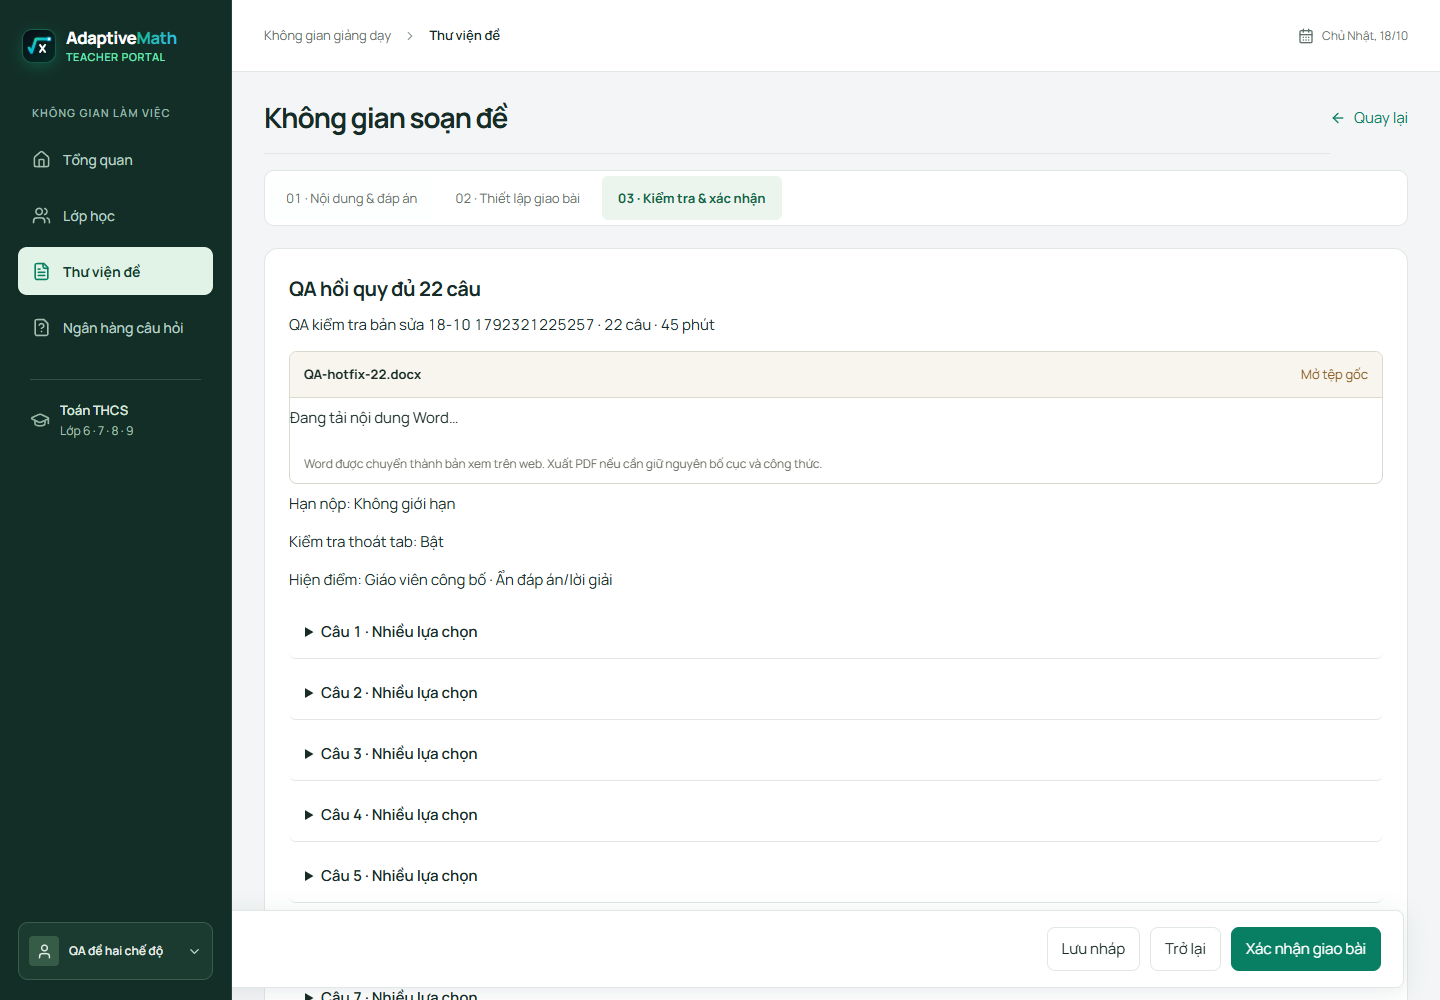 AdaptiveMath
TEACHER PORTAL
KHÔNG GIAN LÀM VIỆC
Tổng quan
Lớp học
Thư viện đề
Ngân hàng câu hỏi
Toán THCS
Lớp 6 · 7 · 8 · 9
QA đề hai chế độ
Không gian giảng dạy
Thư viện đề
Chủ Nhật, 18/10
Không gian soạn đề
Quay lại
01 · Nội dung & đáp án
02 · Thiết lập giao bài
03 · Kiểm tra & xác nhận
QA hồi quy đủ 22 câu
QA kiểm tra bản sửa 18-10 1792321225257 · 22 câu · 45 phút
QA-hotfix-22.docx
Mở tệp gốc
Đang tải nội dung Word...
Word được chuyển thành bản xem trên web. Xuất PDF nếu cần giữ nguyên bố cục và công thức.
Hạn nộp: Không giới hạn
Kiểm tra thoát tab: Bật
Hiện điểm: Giáo viên công bố · Ẩn đáp án/lời giải
Câu 1 · Nhiều lựa chọn
Câu 2 · Nhiều lựa chọn
Câu 3 · Nhiều lựa chọn
Câu 4 · Nhiều lựa chọn
Câu 5 · Nhiều lựa chọn
Lưu nháp
Trở lại
Xác nhận giao bài
Câu 7 · Nhiều lựa chọn